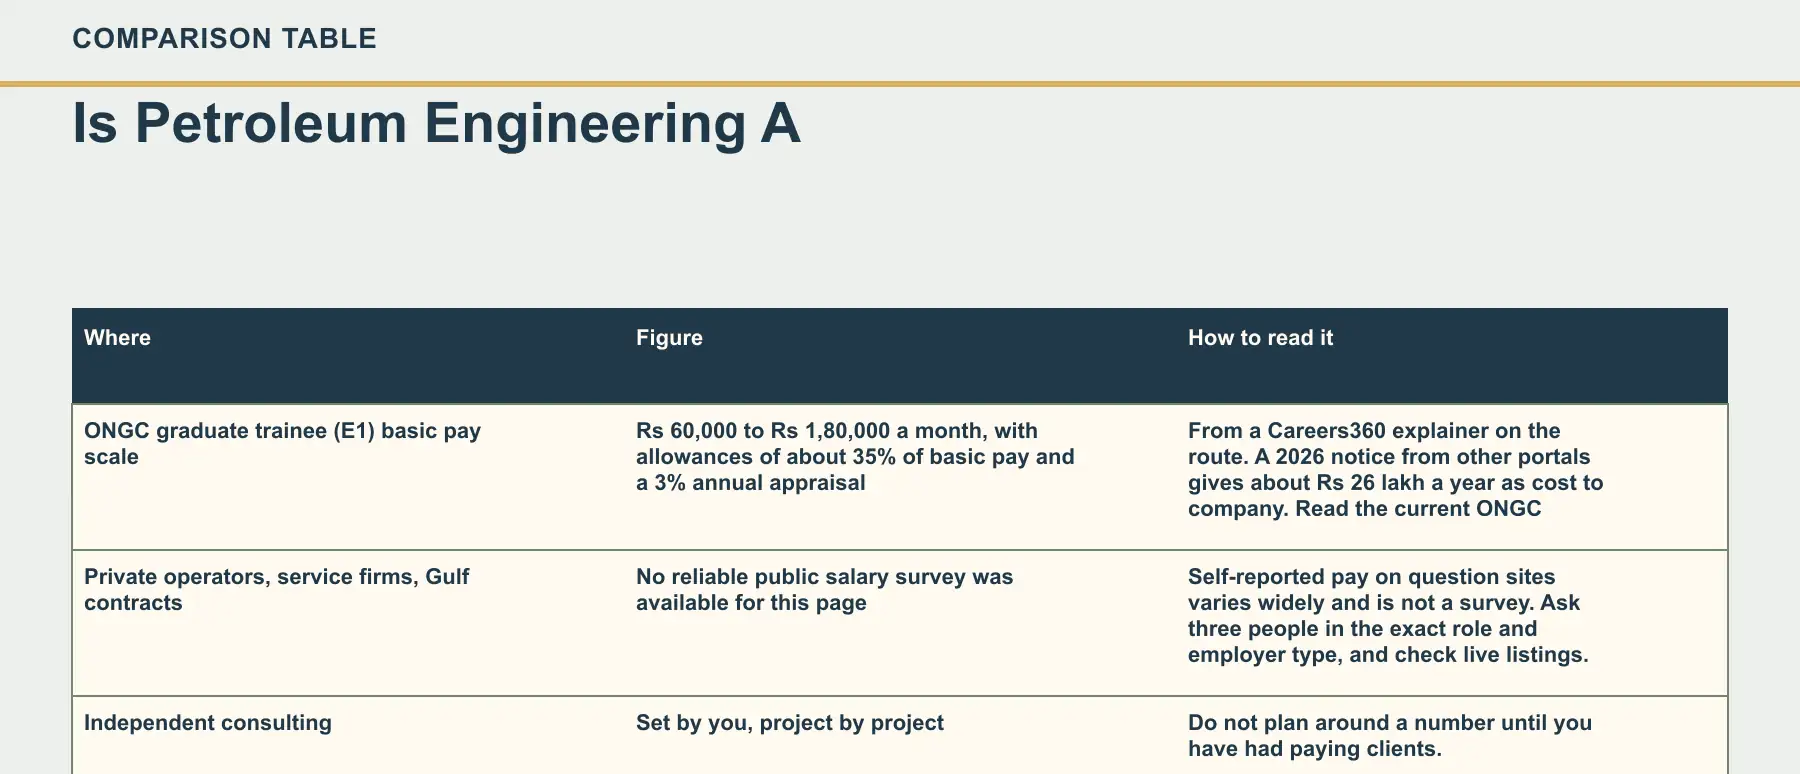 COMPARISON TABLE
Is Petroleum Engineering A
Where
Figure
How to read it
ONGC graduate trainee (E1) basic pay
scale
Rs 60,000 to Rs 1,80,000 a month, with
allowances of about 35% of basic pay and
a 3% annual appraisal
From a Careers360 explainer on the
route. A 2026 notice from other portals
gives about Rs 26 lakh a year as cost to
company. Read the current ONGC
Private operators, service firms, Gulf
contracts
No reliable public salary survey was
available for this page
Self-reported pay on question sites
varies widely and is not a survey. Ask
three people in the exact role and
employer type, and check live listings.
Independent consulting
Set by you, project by project
Do not plan around a number until you
have had paying clients.